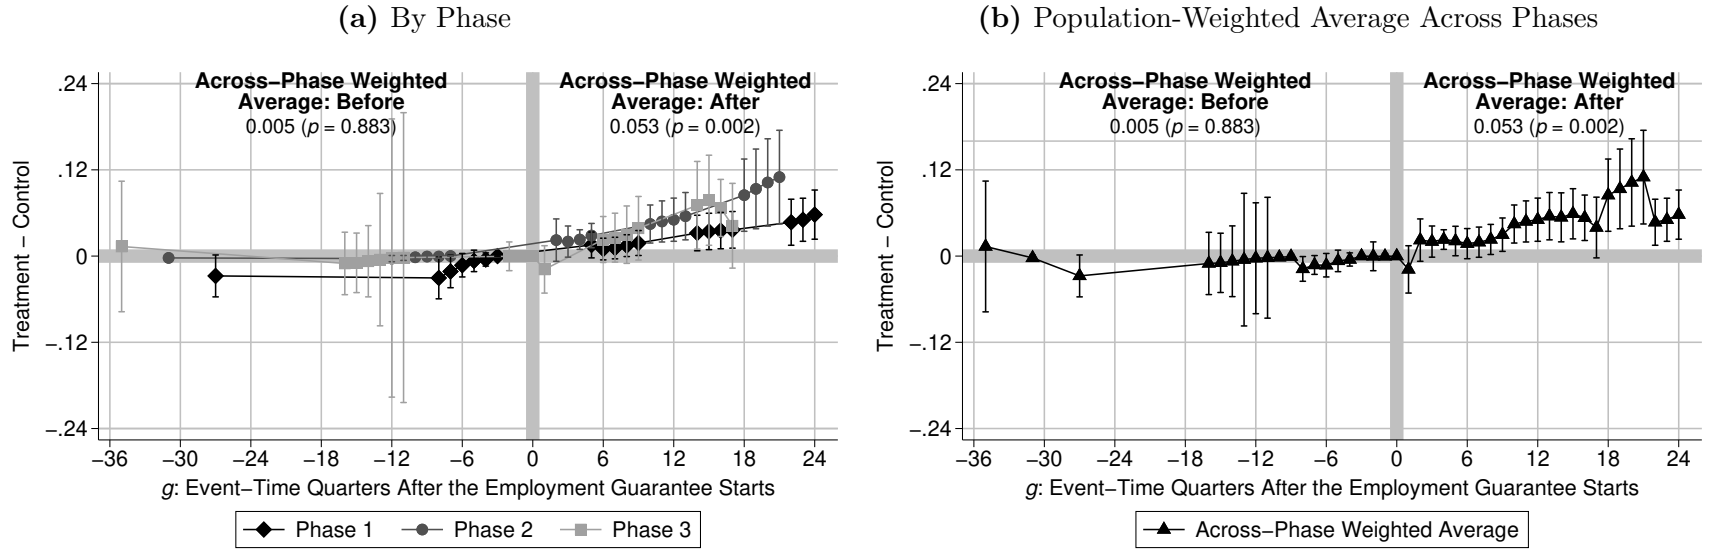 (a) By Phase
Across−Phase Weighted
Average: Before
0.005 (p = 0.883)
Across−Phase Weighted
Average: After
0.053 (p = 0.002)
Treatment − Control
.24
.12
0
−.12
−.24
−36 −30 −24 −18 −12 −6 0 6 12 18 24
g: Event−Time Quarters After the Employment Guarantee Starts
Phase 1 Phase 2 Phase 3
(b) Population-Weighted Average Across Phases
Across−Phase Weighted
Average: Before
0.005 (p = 0.883)
Across−Phase Weighted
Average: After
0.053 (p = 0.002)
Treatment − Control
.24
.12
0
−.12
−.24
−36 −30 −24 −18 −12 −6 0 6 12 18 24
g: Event−Time Quarters After the Employment Guarantee Starts
Across−Phase Weighted Average